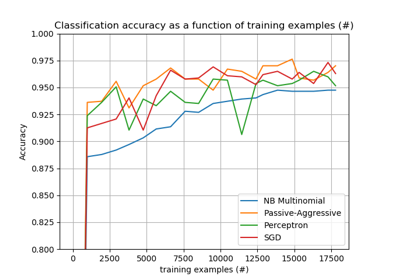 Classification accuracy as a function of training examples (#)
1.000
0.975
0.950
0.925
0.900
0.875
0.850
0.825
0.800
Accuracy
NB Multinomial
Passive-Aggressive
Perceptron
SGD
0 2500 5000 7500 10000 12500 15000 17500
training examples (#)